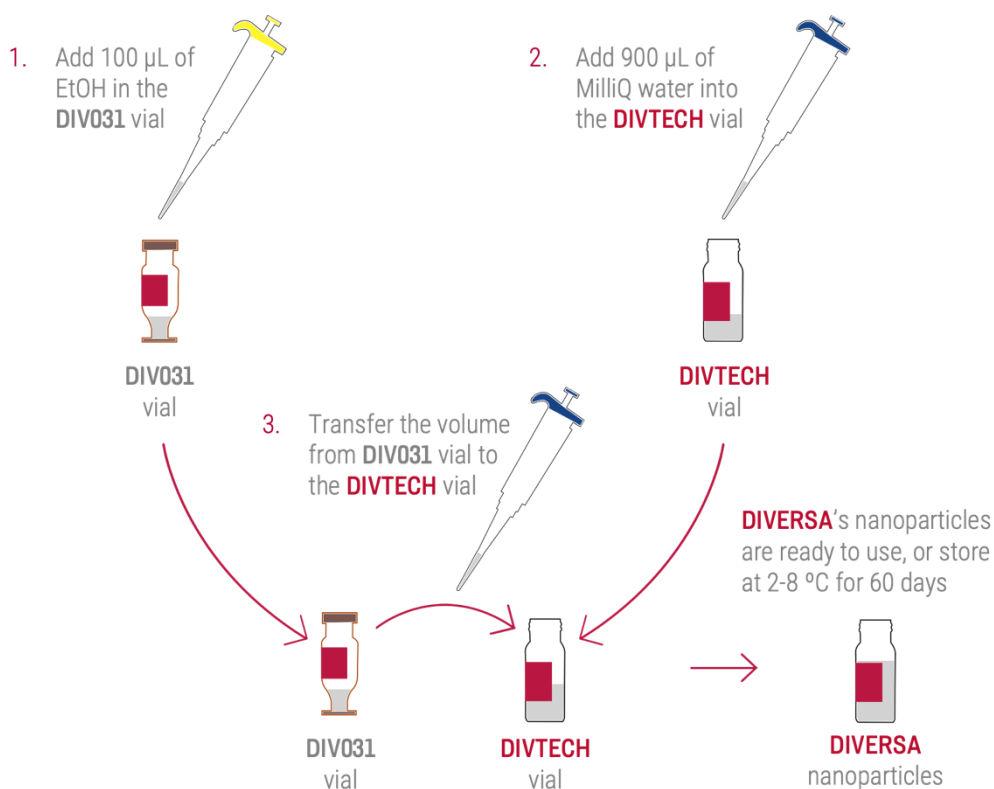 1. Add 100 µL of
EtOH in the
DIV031 vial
2. Add 900 µL of
MilliQ water into
the DIVTECH vial
DIV031
vial
DIVTECH
vial
3. Transfer the volume
from DIV031 vial to
the DIVTECH vial
DIVERSA's nanoparticles
are ready to use, or store
at 2-8 ºC for 60 days
DIV031
vial
DIVTECH
vial
DIVERSA
nanoparticles